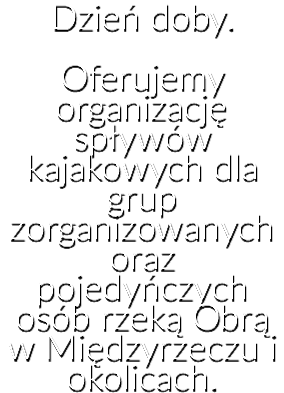 Dzień doby.
Oferujemy
organizację
spływów
kajakowych dla
grup
zorganizowanych
oraz
pojedyńczych
osób rzeką Obrą
w Międzyrzeczu i
okolicach.